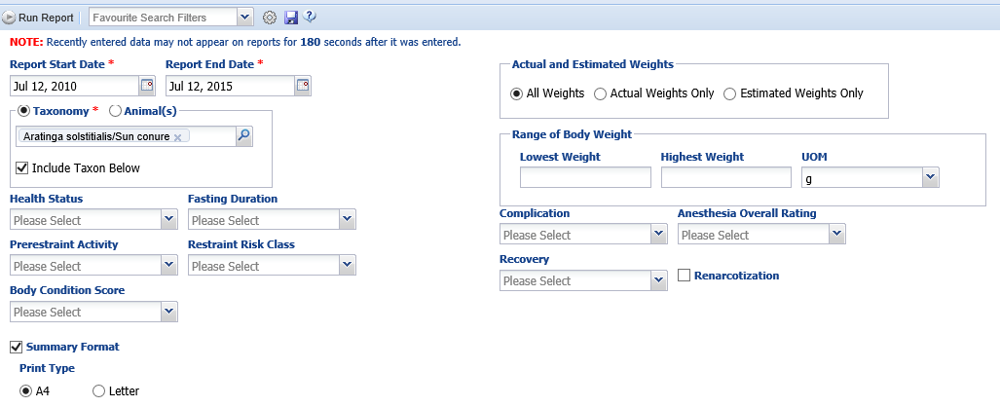 Run Report Favourite Search Filters
NOTE: Recently entered data may not appear on reports for 180 seconds after it was entered.
Report Start Date * Report End Date *
Jul 12, 2010 Jul 12, 2015
Taxonomy * Animal(s)
Aratinga solstitialis/Sun conure
Include Taxon Below
Health Status Fasting Duration
Please Select Please Select
Prerestraint Activity Restraint Risk Class
Please Select Please Select
Body Condition Score
Please Select
Summary Format
Print Type
A4 Letter
Actual and Estimated Weights
All Weights Actual Weights Only Estimated Weights Only
Range of Body Weight
Lowest Weight Highest Weight UOM
g
Complication Anesthesia Overall Rating
Please Select Please Select
Recovery
Please Select Renarcotization